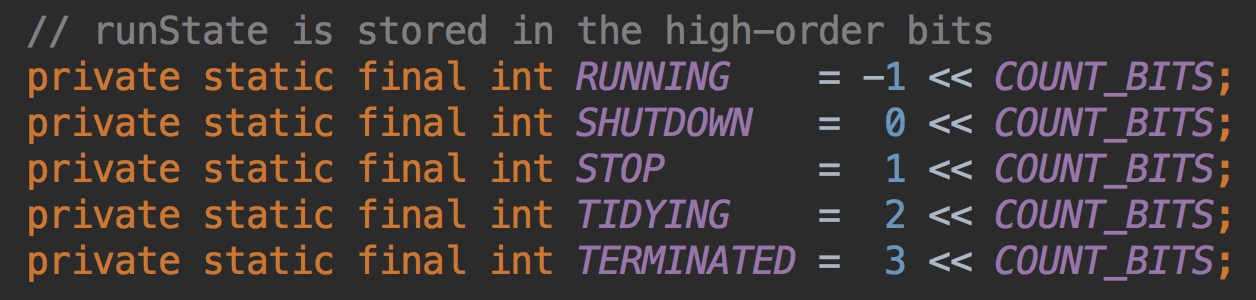 // runState is stored in the high-order bits
private static final int RUNNING    = -1 << COUNT_BITS;
private static final int SHUTDOWN   =  0 << COUNT_BITS;
private static final int STOP       =  1 << COUNT_BITS;
private static final int TIDYING    =  2 << COUNT_BITS;
private static final int TERMINATED =  3 << COUNT_BITS;